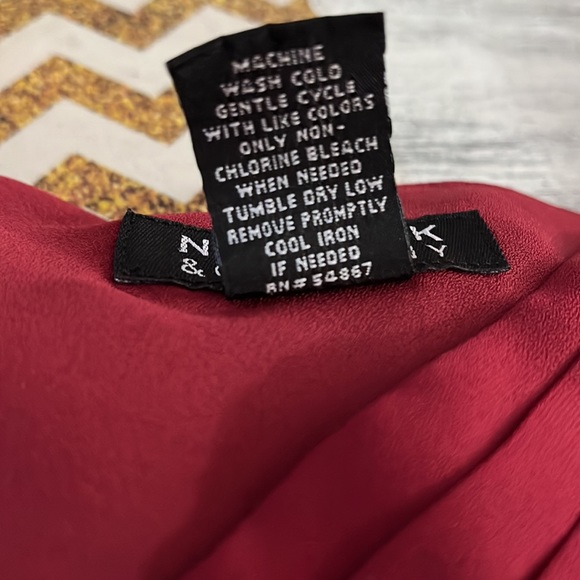 MACHINE
WASH COLD
GENTLE CYCLE
WITH LIKE COLORS
ONLY NON-
CHLORINE BLEACH
WHEN NEEDED
TUMBLE DRY LOW
REMOVE PROMPTLY
COOL IRON
IF NEEDED
RN# 54867
Z K
& Y